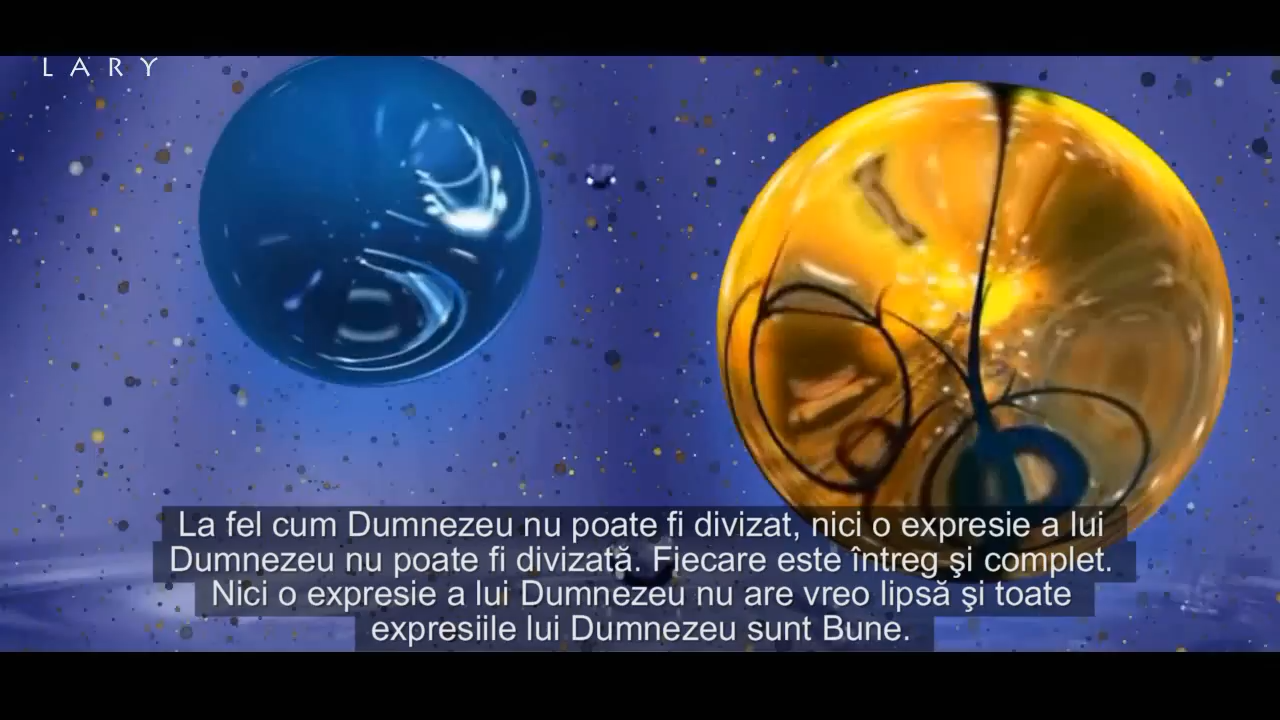 LARY
La fel cum Dumnezeu nu poate fi divizat, nici o expresie a lui
Dumnezeu nu poate fi divizată. Fiecare este întreg şi complet.
Nici o expresie a lui Dumnezeu nu are vreo lipsă şi toate
expresiile lui Dumnezeu sunt Bune.